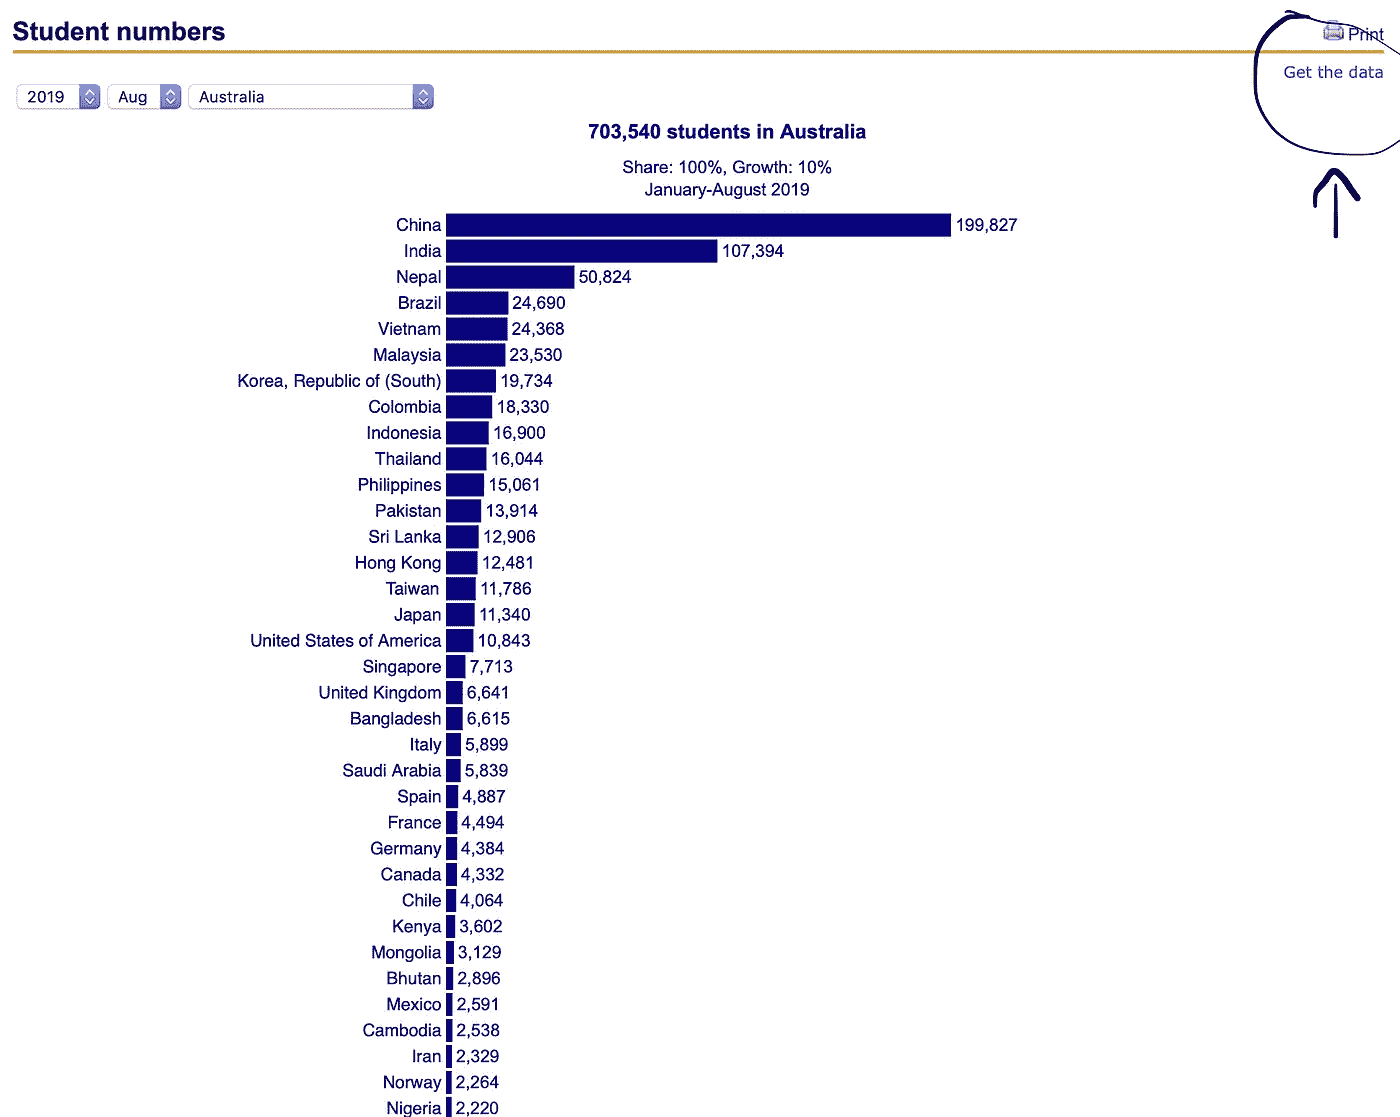 Student numbers
Print
Get the data
2019 Aug Australia
703,540 students in Australia
Share: 100%, Growth: 10%
January-August 2019
China 199,827
India 107,394
Nepal 50,824
Brazil 24,690
Vietnam 24,368
Malaysia 23,530
Korea, Republic of (South) 19,734
Colombia 18,330
Indonesia 16,900
Thailand 16,044
Philippines 15,061
Pakistan 13,914
Sri Lanka 12,906
Hong Kong 12,481
Taiwan 11,786
Japan 11,340
United States of America 10,843
Singapore 7,713
United Kingdom 6,641
Bangladesh 6,615
Italy 5,899
Saudi Arabia 5,839
Spain 4,887
France 4,494
Germany 4,384
Canada 4,332
Chile 4,064
Kenya 3,602
Mongolia 3,129
Bhutan 2,896
Mexico 2,591
Cambodia 2,538
Iran 2,329
Norway 2,264
Nigeria 2,220